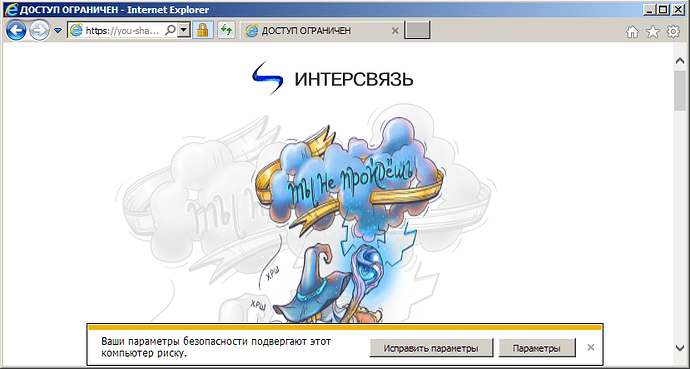 ДОСТУП ОГРАНИЧЕН - Internet Explorer
https://you-sha...
ДОСТУП ОГРАНИЧЕН
ИНТЕРСВЯЗЬ
ТЫ НЕ ПРОЙДЁШЬ
ХРШ
ХРШ
Ваши параметры безопасности подвергают этот
компьютер риску.
Исправить параметры
Параметры